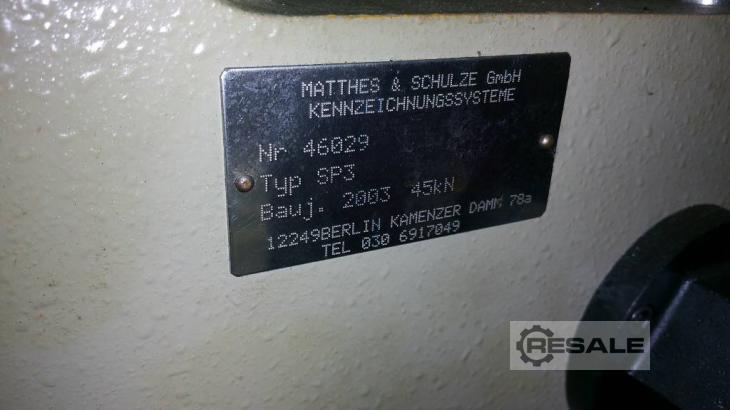 MATTHES & SCHULZE GmbH
KENNZEICHNUNGSSYSTEME
Nr 46029
Typ SP3
Bauj. 2003 45kN
12249BERLIN KAMENZER DAMM 78a
TEL 030 6917049
RESALE